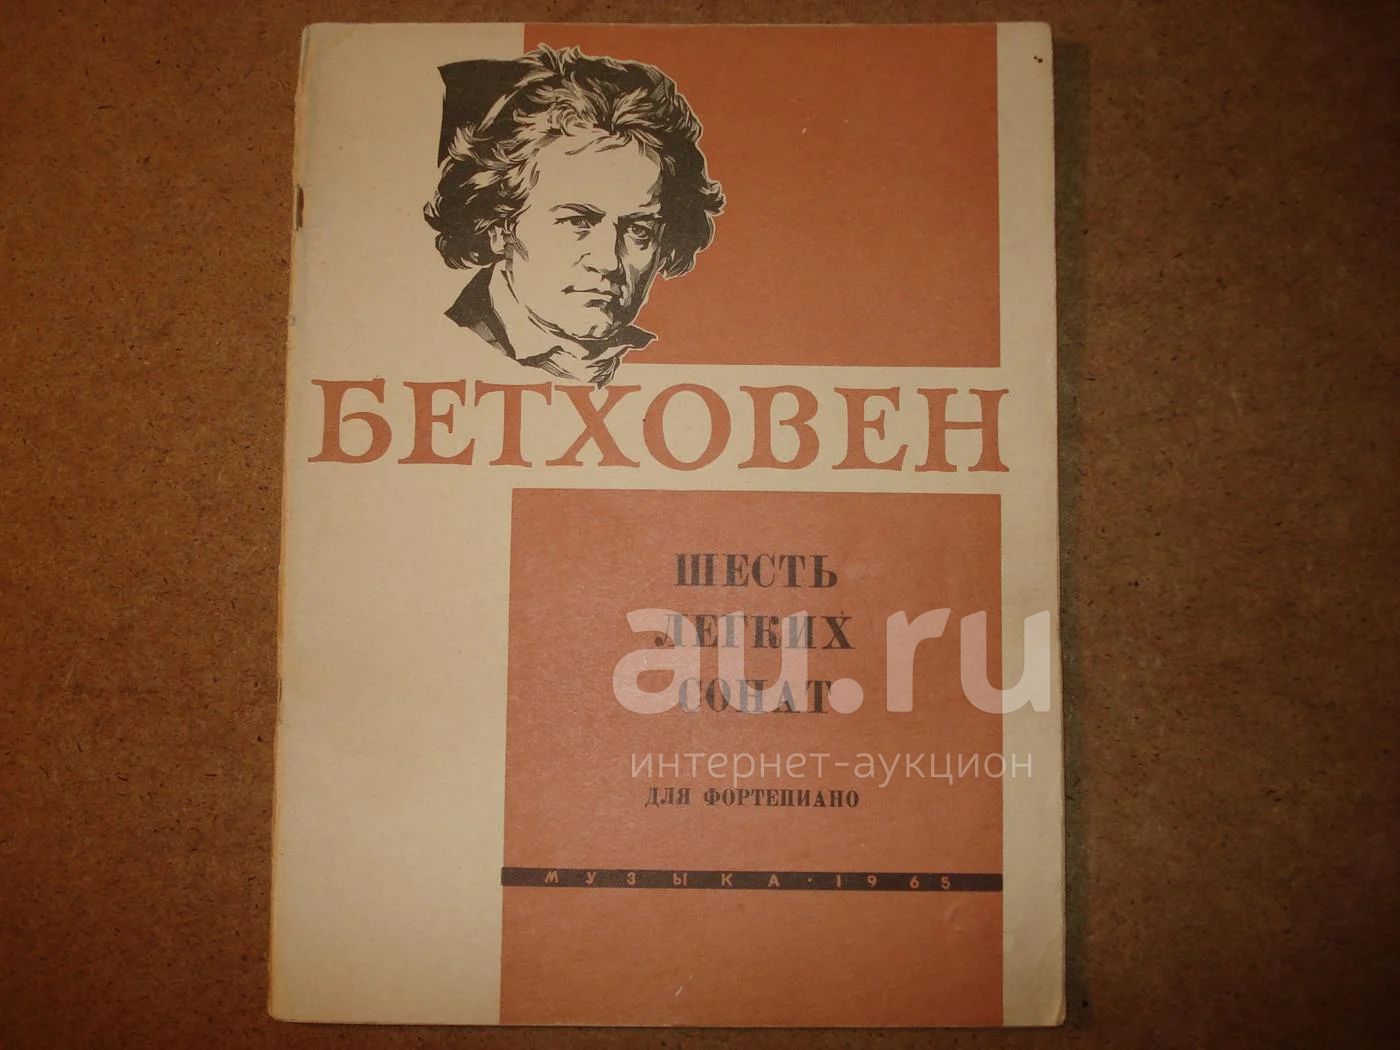 БЕТХОВЕН
ШЕСТЬ
ЛЕГКИХ
СОНАТ
au.ru
интернет-аукцион
ДЛЯ ФОРТЕПИАНО
МУЗЫКА · 1965